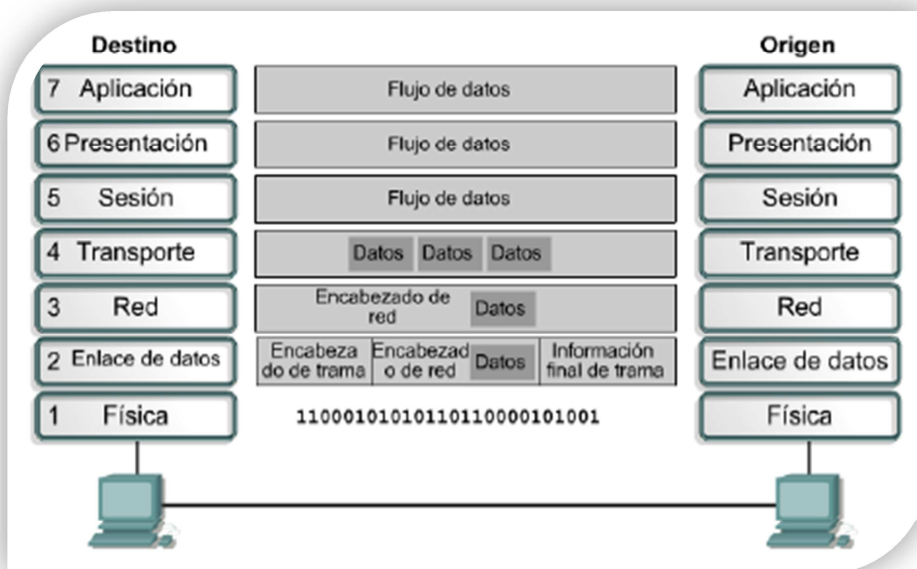 Destino
Origen
7 Aplicación
Flujo de datos
Aplicación
6 Presentación
Flujo de datos
Presentación
5 Sesión
Flujo de datos
Sesión
4 Transporte
Datos Datos Datos
Transporte
3 Red
Encabezado de
red
Datos
Red
2 Enlace de datos
Encabeza
do de trama
Encabezad
o de red
Datos
Información
final de trama
Enlace de datos
1 Física
110001010101101100001010​01
Física